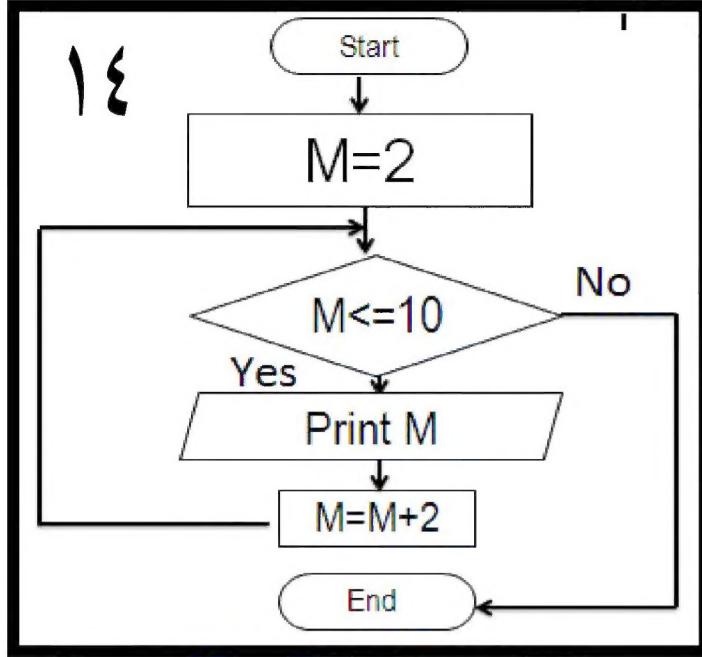 Start
١٤
M=2
M<=10
No
Yes
Print M
M=M+2
End